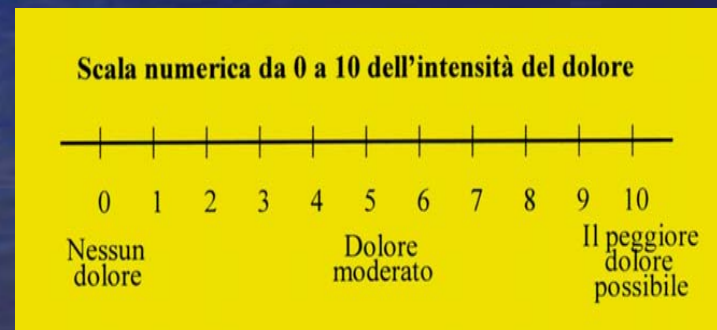 Scala numerica da 0 a 10 dell'intensità del dolore
0 1 2 3 4 5 6 7 8 9 10
Nessun
dolore
Dolore
moderato
Il peggiore
dolore
possibile